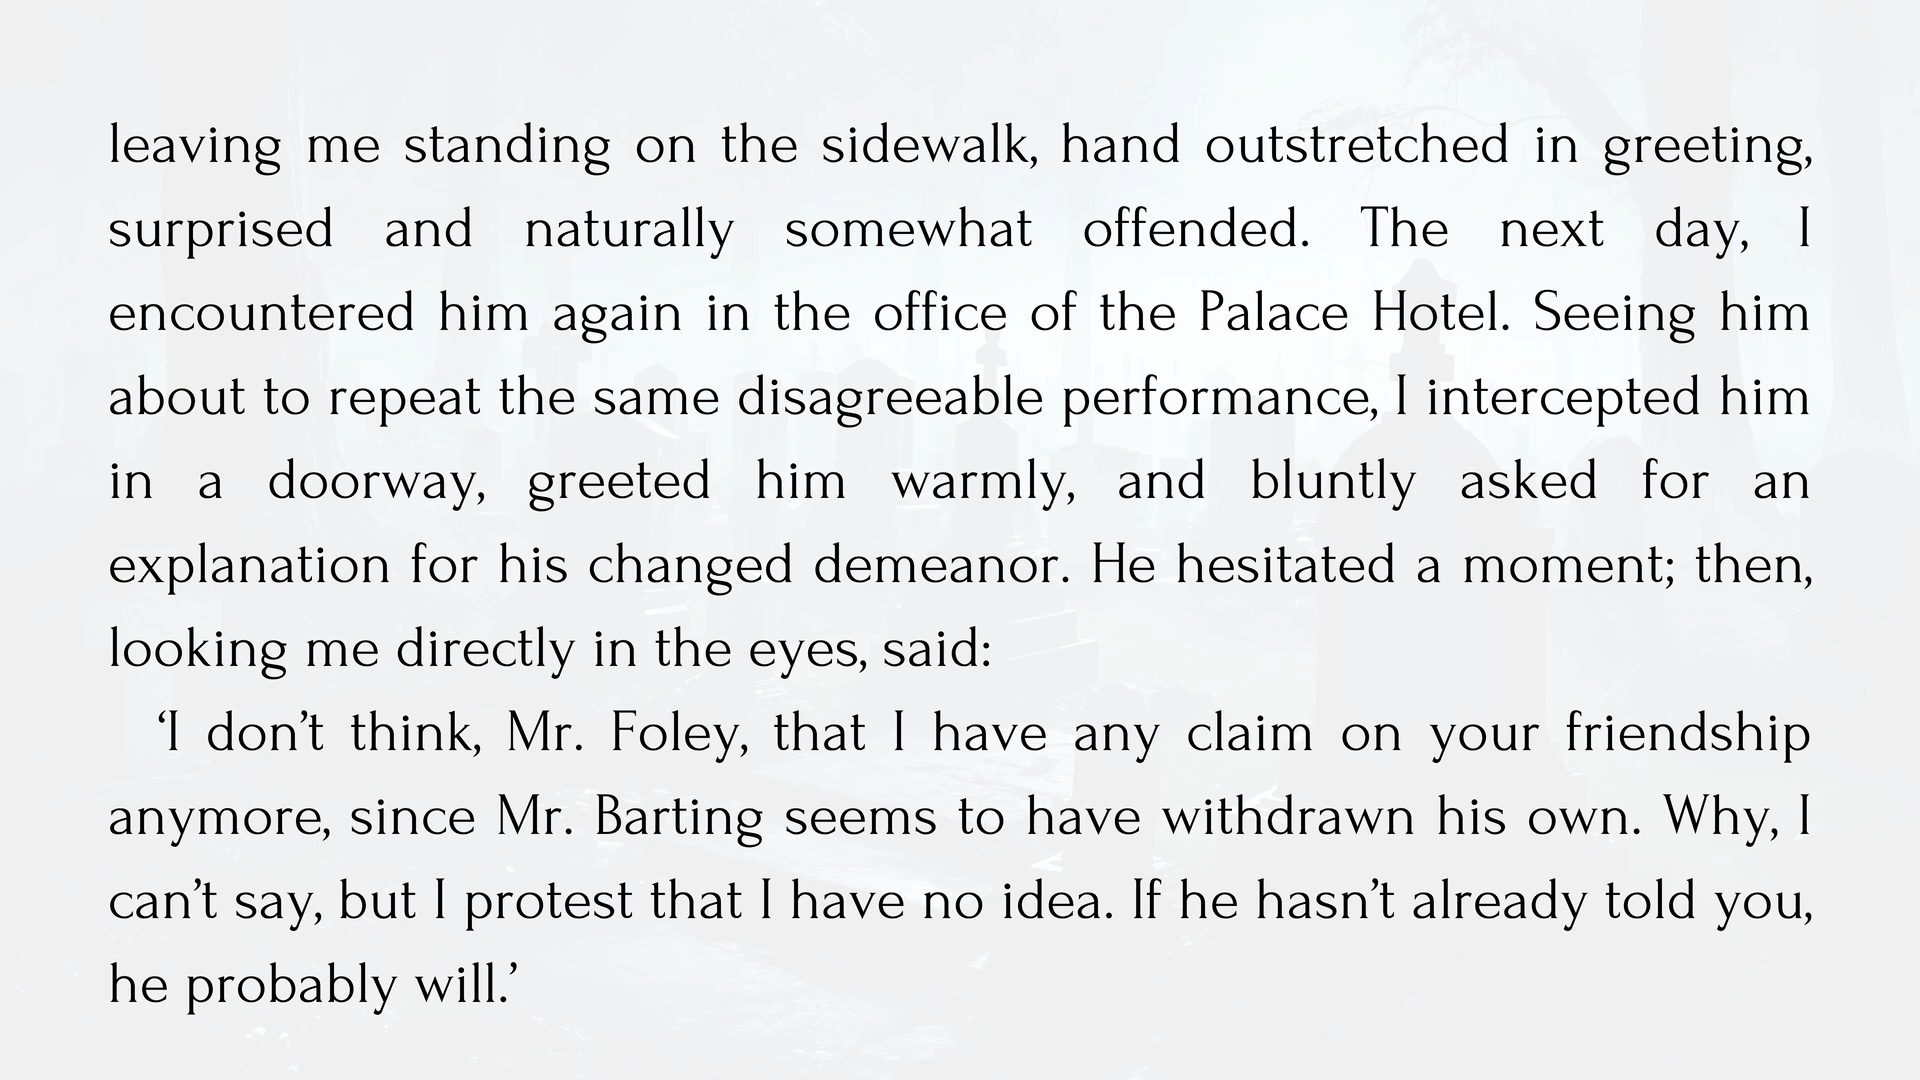 leaving me standing on the sidewalk, hand outstretched in greeting,
surprised and naturally somewhat offended. The next day, I
encountered him again in the office of the Palace Hotel. Seeing him
about to repeat the same disagreeable performance, I intercepted him
in a doorway, greeted him warmly, and bluntly asked for an
explanation for his changed demeanor. He hesitated a moment; then,
looking me directly in the eyes, said:
‘I don’t think, Mr. Foley, that I have any claim on your friendship
anymore, since Mr. Barting seems to have withdrawn his own. Why, I
can’t say, but I protest that I have no idea. If he hasn’t already told you,
he probably will.’